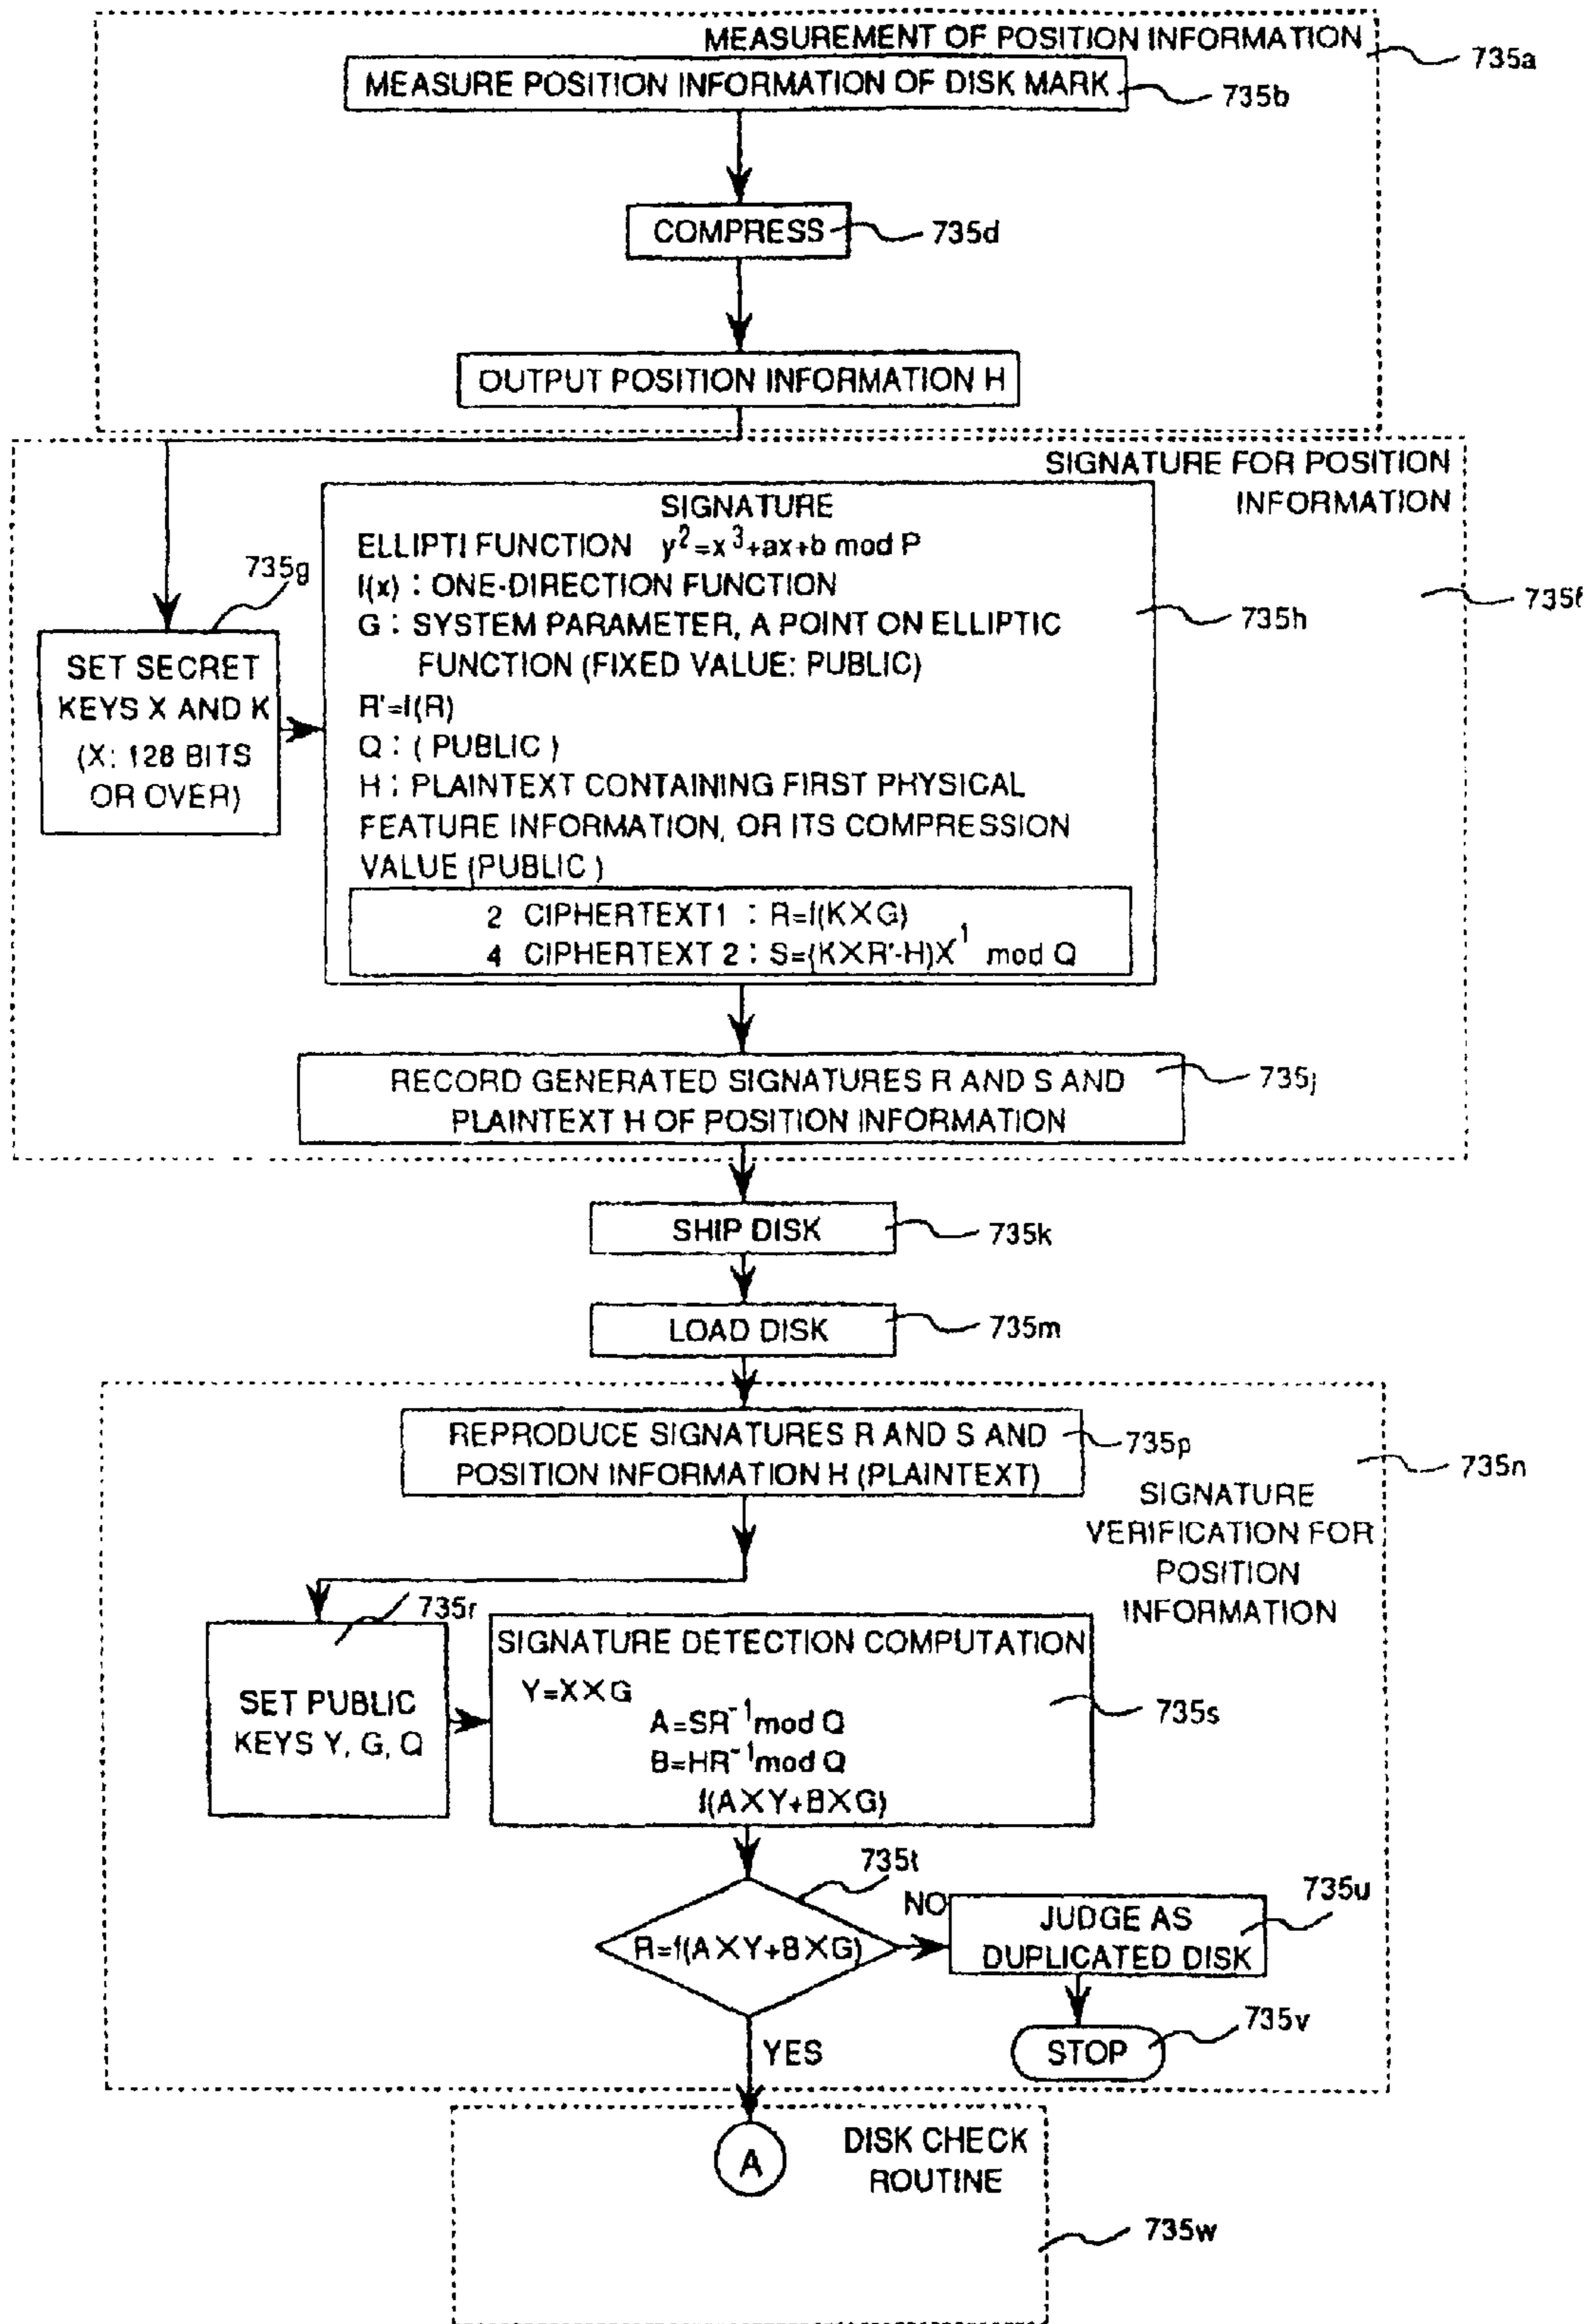 MEASUREMENT OF POSITION INFORMATION
735a
MEASURE POSITION INFORMATION OF DISK MARK
735b
COMPRESS
735d
OUTPUT POSITION INFORMATION H
SIGNATURE FOR POSITION
INFORMATION
735f
735g
SET SECRET
KEYS X AND K
(X: 128 BITS
OR OVER)
SIGNATURE
ELLIPTI FUNCTION y²=x³+ax+b mod P
f(x) : ONE-DIRECTION FUNCTION
G : SYSTEM PARAMETER, A POINT ON ELLIPTIC
FUNCTION (FIXED VALUE: PUBLIC)
R'=f(R)
Q : ( PUBLIC )
H : PLAINTEXT CONTAINING FIRST PHYSICAL
FEATURE INFORMATION, OR ITS COMPRESSION
VALUE (PUBLIC )
2 CIPHERTEXT1 : R=f(K×G)
4 CIPHERTEXT 2 : S=(K×R'-H)X¹ mod Q
735h
RECORD GENERATED SIGNATURES R AND S AND
PLAINTEXT H OF POSITION INFORMATION
735j
SHIP DISK
735k
LOAD DISK
735m
REPRODUCE SIGNATURES R AND S AND
POSITION INFORMATION H (PLAINTEXT)
735p
735n
SIGNATURE
VERIFICATION FOR
POSITION
INFORMATION
735r
SET PUBLIC
KEYS Y, G, Q
SIGNATURE DETECTION COMPUTATION
Y=X×G
A=SR⁻¹mod Q
B=HR⁻¹mod Q
f(A×Y+B×G)
735s
735t
R=f(A×Y+B×G)
NO
JUDGE AS
DUPLICATED DISK
735u
STOP
735v
YES
A
DISK CHECK
ROUTINE
735w